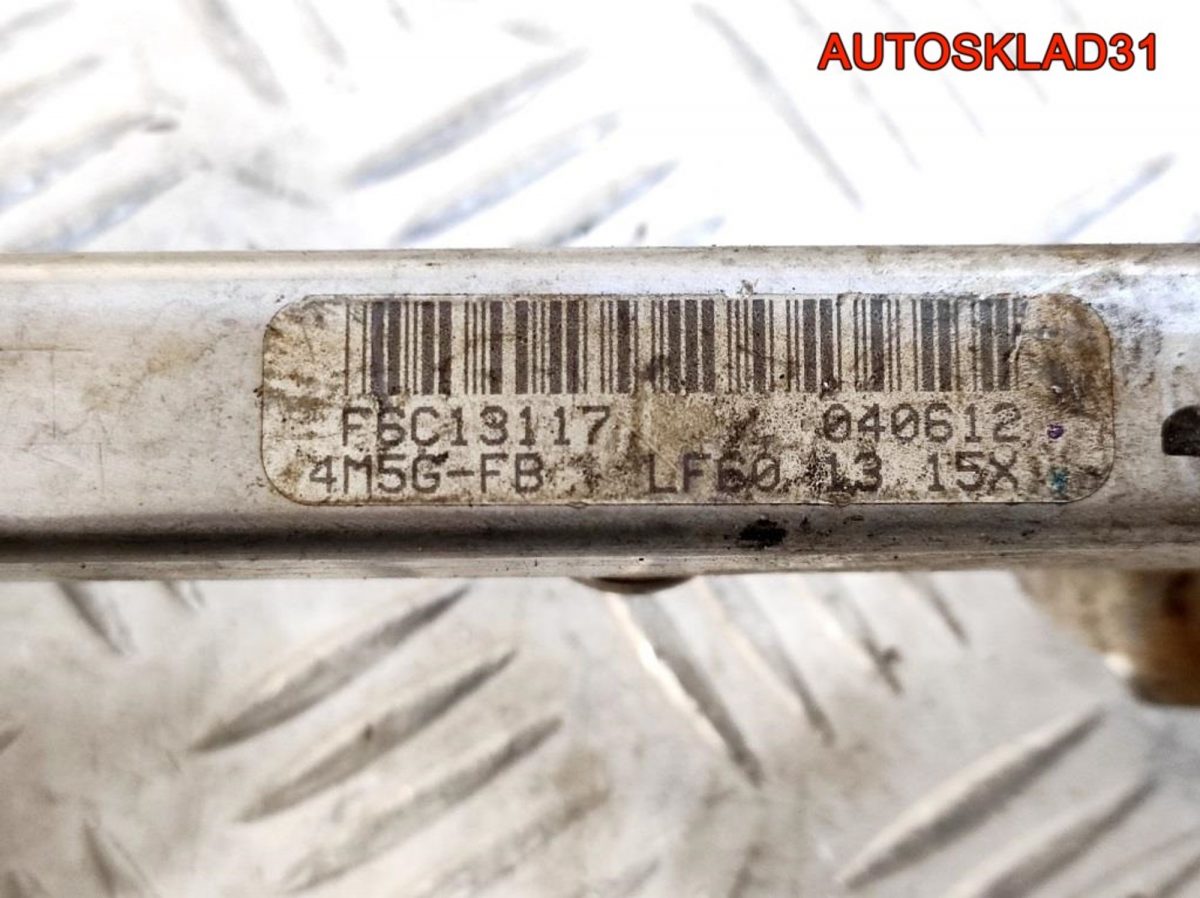 AUTOSKLAD31
F6C13117 040612
4M5G-FB LF60 13 15X